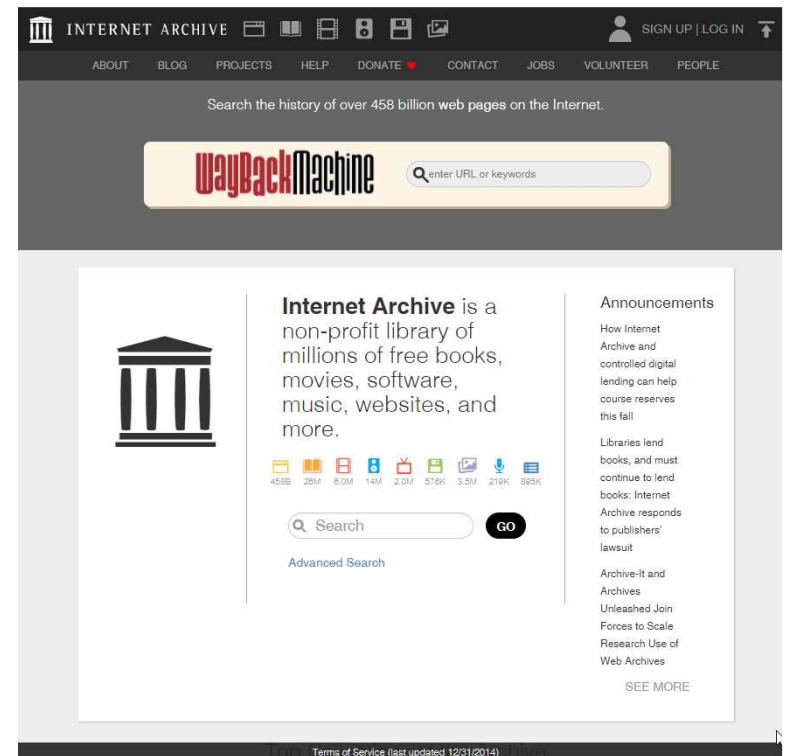 INTERNET ARCHIVE
SIGN UP | LOG IN
ABOUT BLOG PROJECTS HELP DONATE CONTACT JOBS VOLUNTEER PEOPLE
Search the history of over 458 billion web pages on the Internet.
WayBackMachine
enter URL or keywords
Internet Archive is a
non-profit library of
millions of free books,
movies, software,
music, websites, and
more.
458B 26M 6.0M 14M 2.0M 576K 3.5M 219K 895K
Search
GO
Advanced Search
Announcements
How Internet
Archive and
controlled digital
lending can help
course reserves
this fall
Libraries lend
books, and must
continue to lend
books: Internet
Archive responds
to publishers'
lawsuit
Archive-It and
Archives
Unleashed Join
Forces to Scale
Research Use of
Web Archives
SEE MORE
Terms of Service (last updated 12/31/2014)